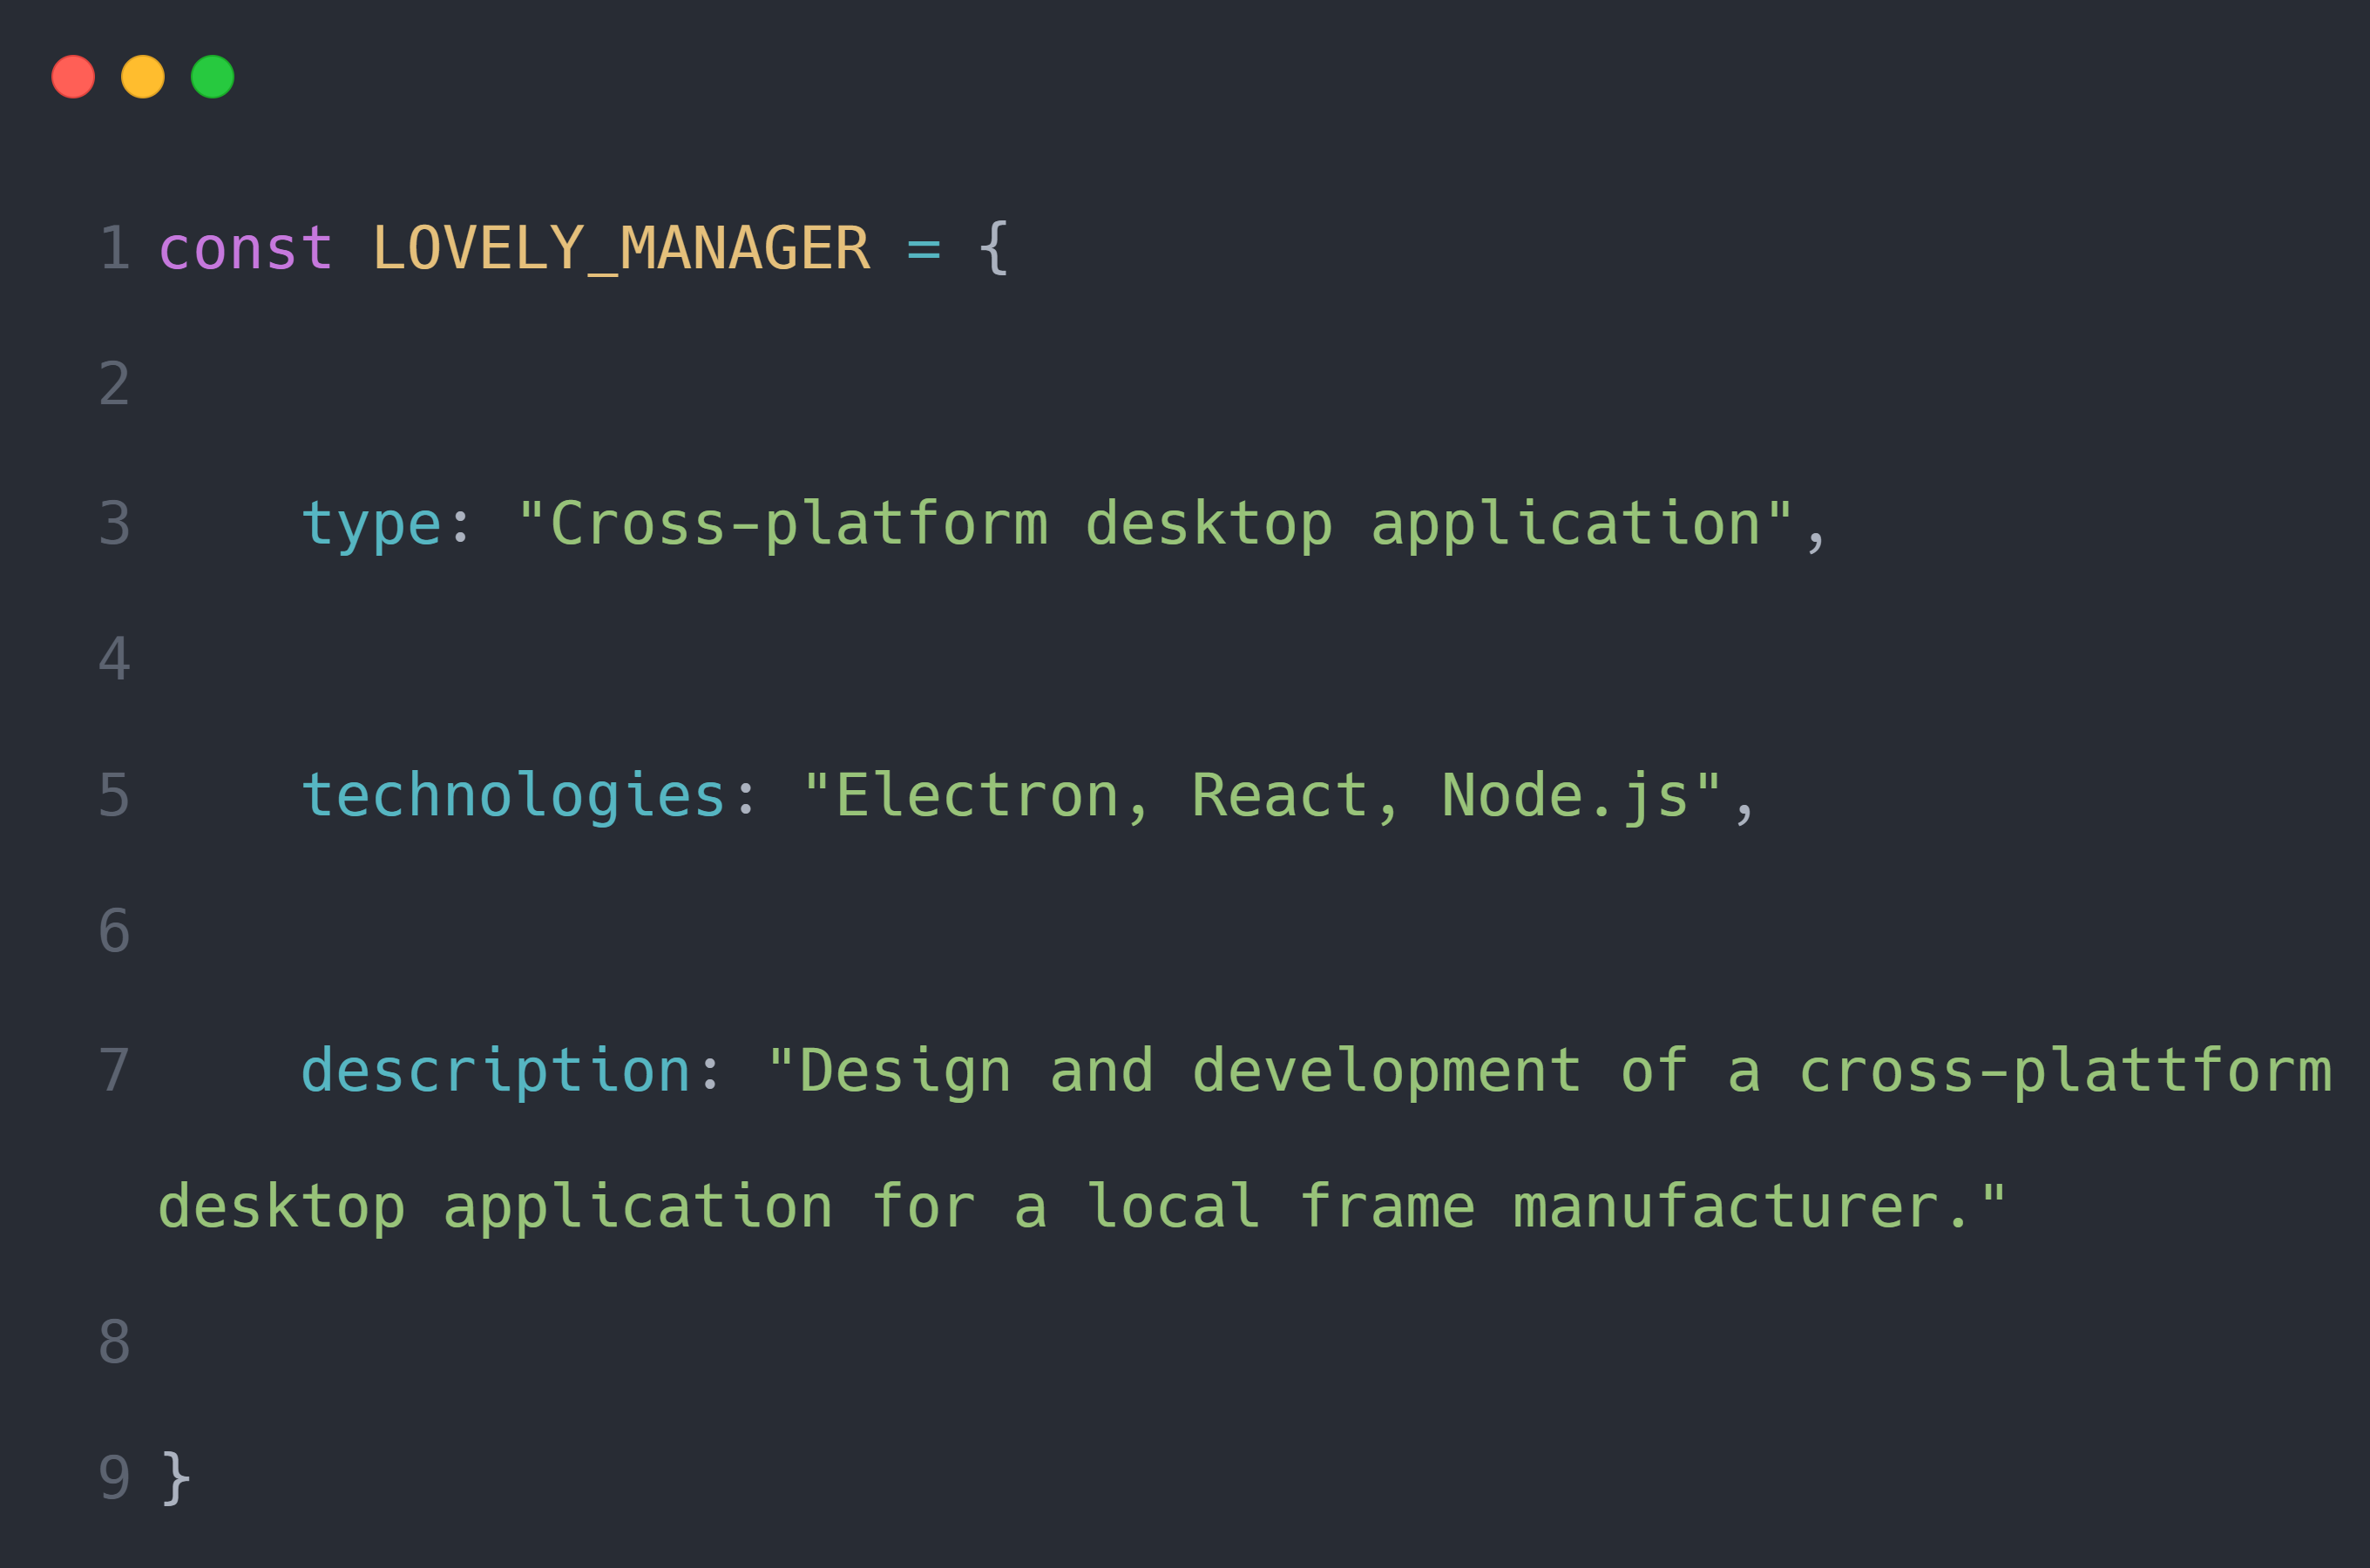 1 const LOVELY_MANAGER = {
2
3     type: "Cross-platform desktop application",
4
5     technologies: "Electron, React, Node.js",
6
7     description: "Design and development of a cross-plattform
desktop application for a local frame manufacturer."
8
9 }